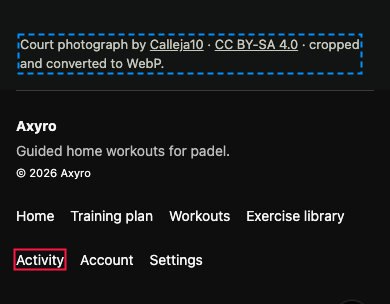 Court photograph by Calleja10 · CC BY-SA 4.0 · cropped
and converted to WebP.
Axyro
Guided home workouts for padel.
© 2026 Axyro
Home Training plan Workouts Exercise library
Activity Account Settings